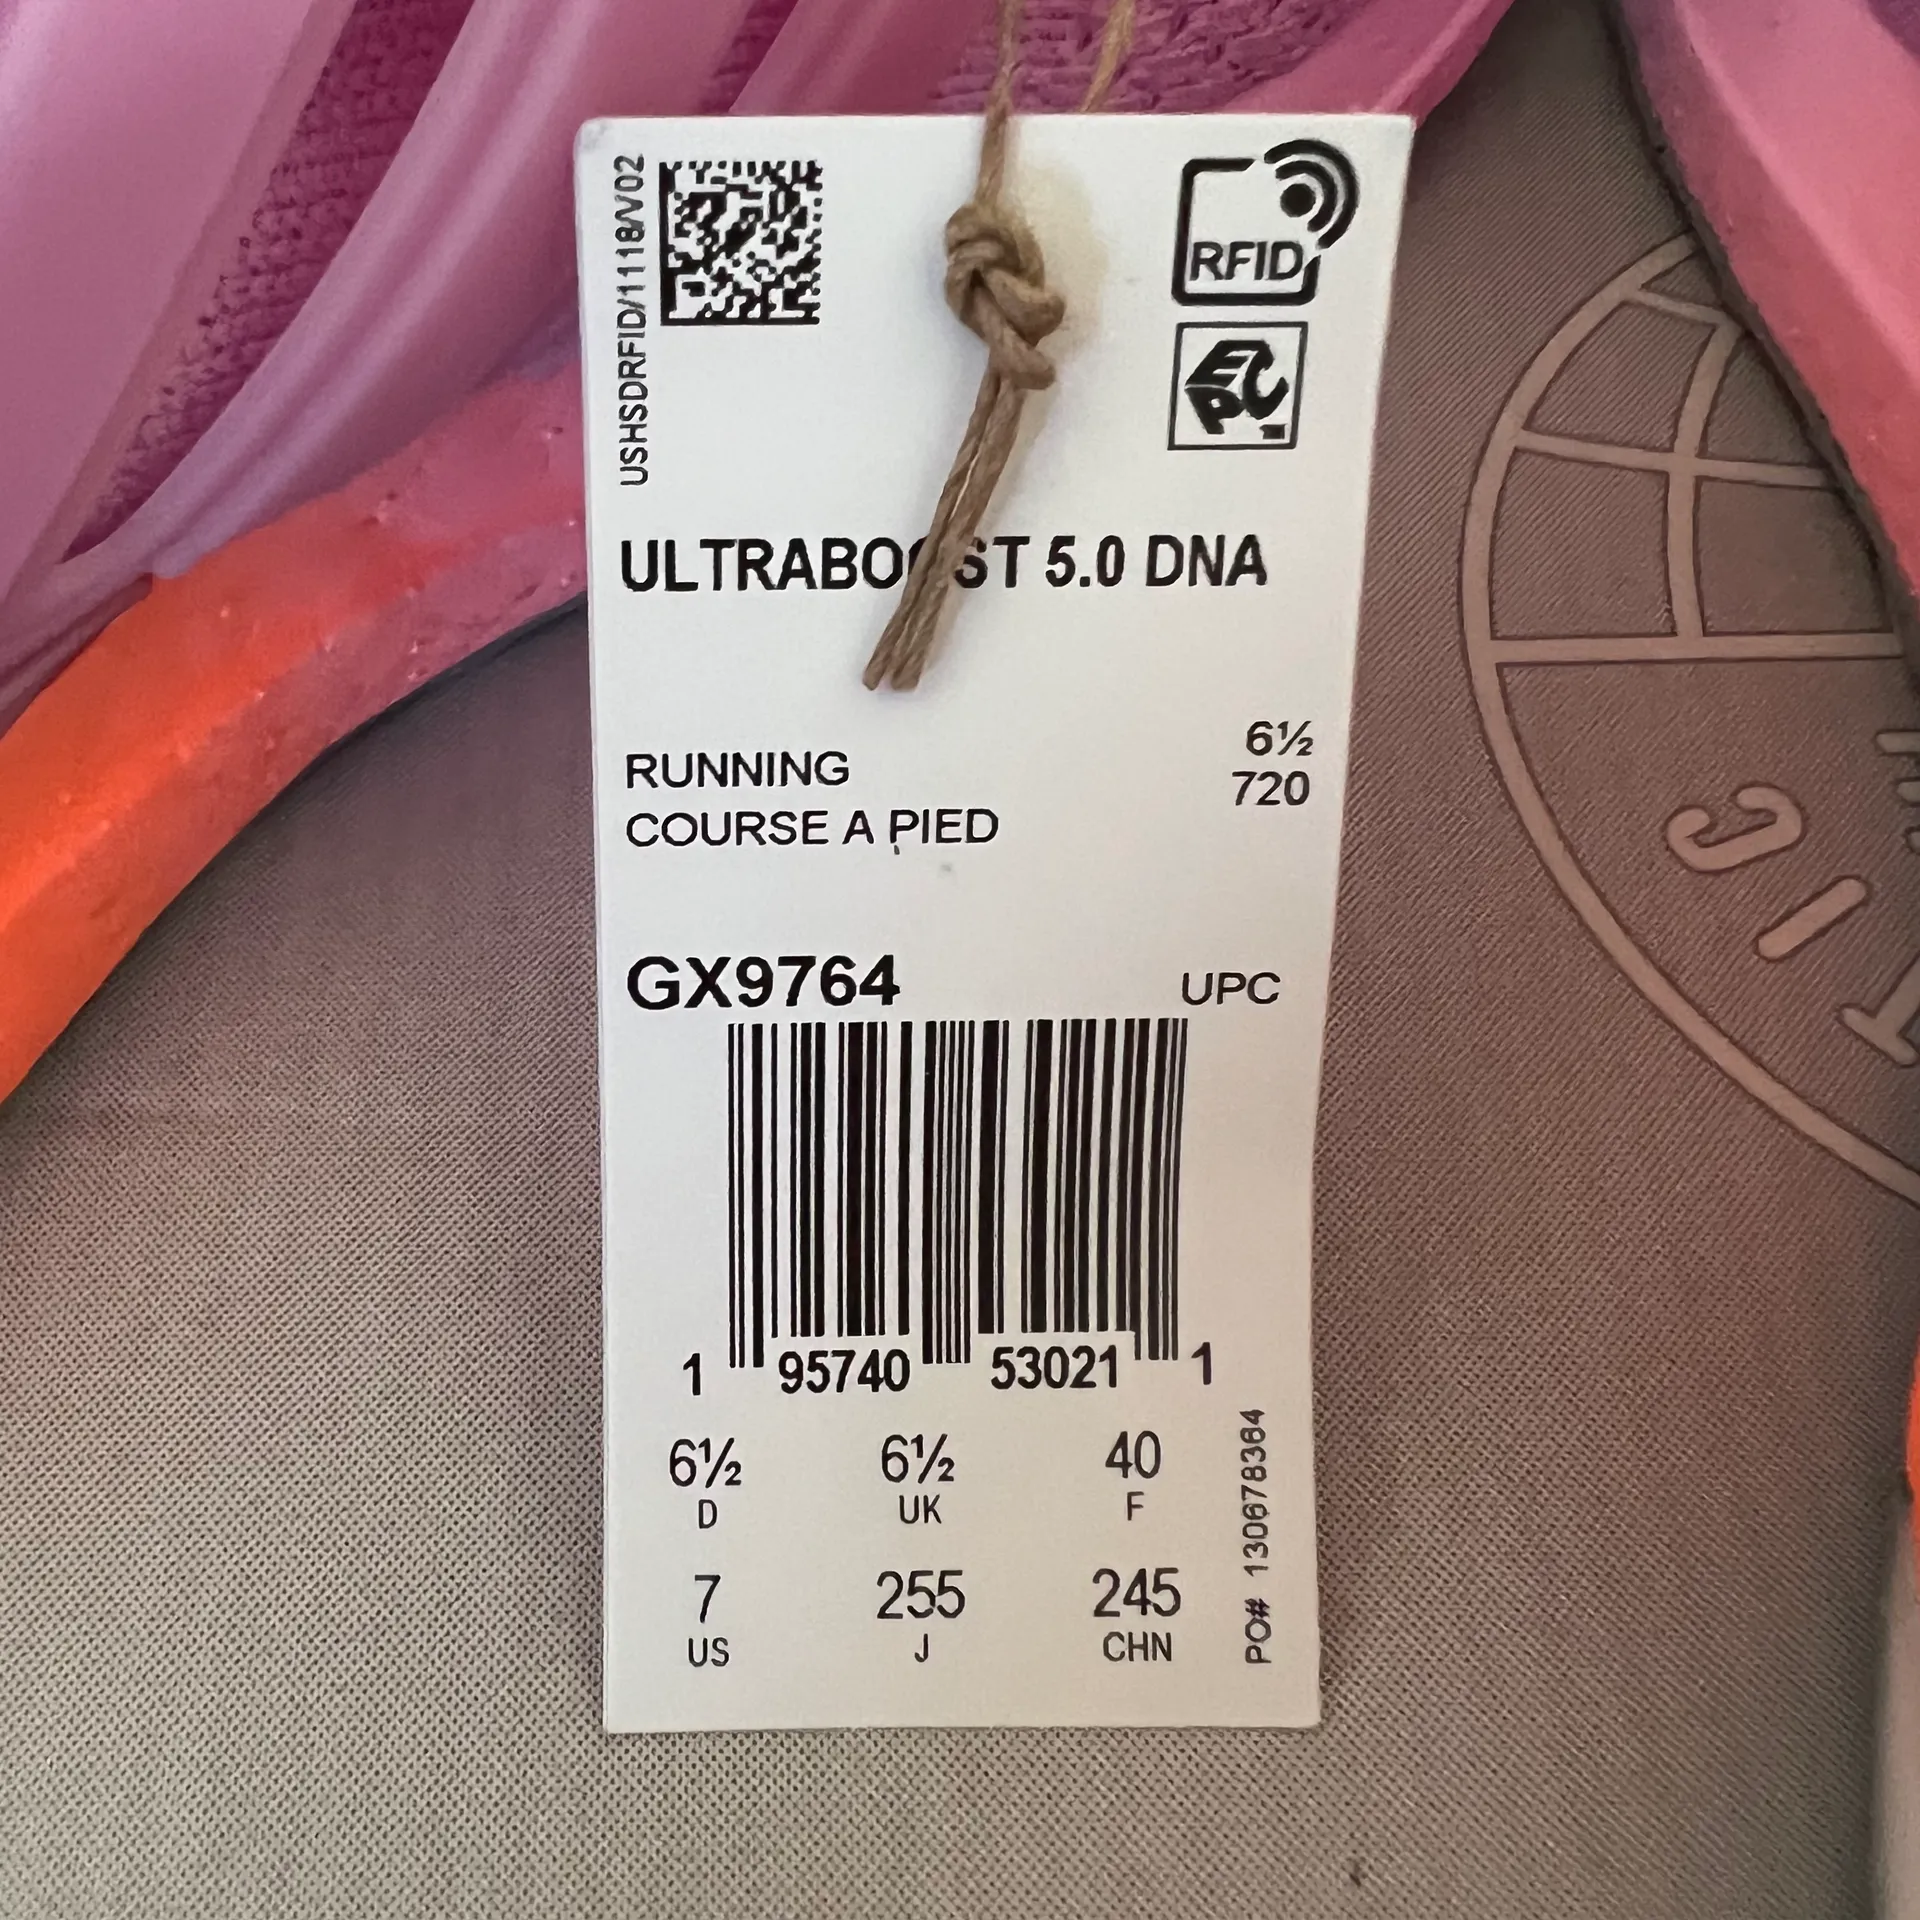 USHSDRFID/1118/V02
RFID
EPC
ULTRABOOST 5.0 DNA
6½
720
RUNNING
COURSE A PIED
GX9764
UPC
1 95740 53021 1
6½ 6½ 40
D UK F
7 255 245
US J CHN
PO# 130678364